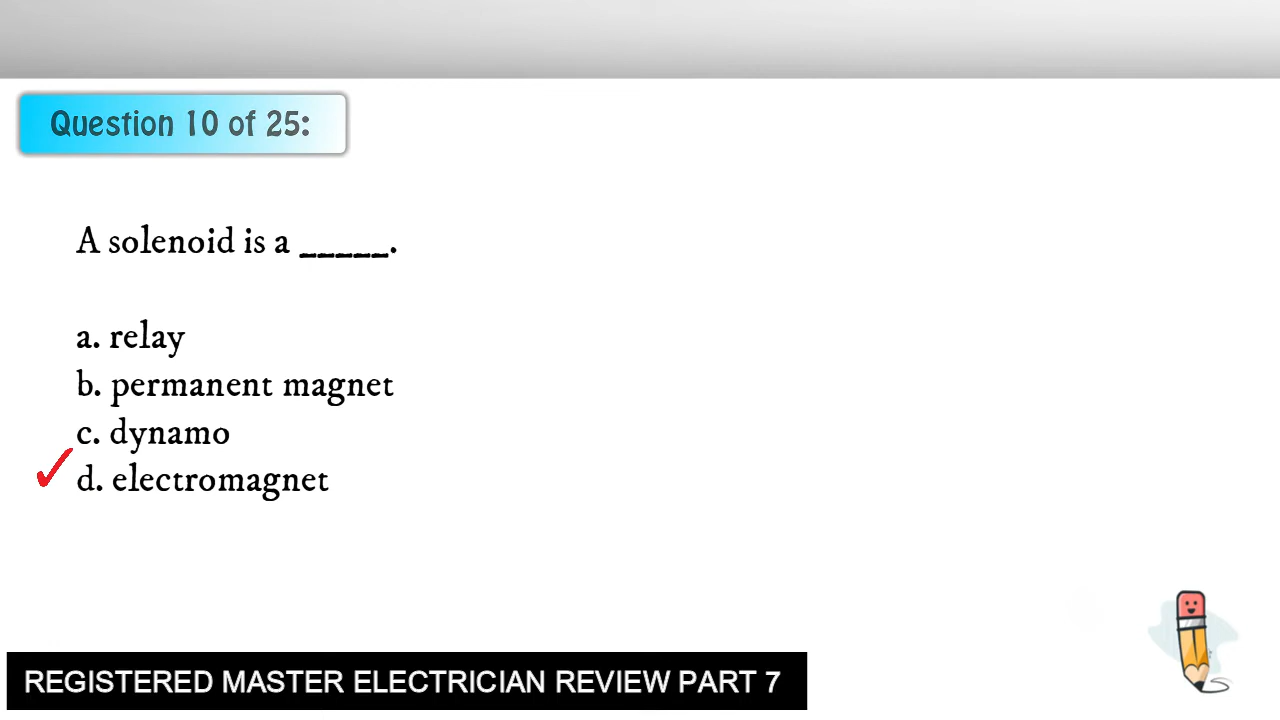 Question 10 of 25:
A solenoid is a _____.
a. relay
b. permanent magnet
c. dynamo
d. electromagnet
REGISTERED MASTER ELECTRICIAN REVIEW PART 7